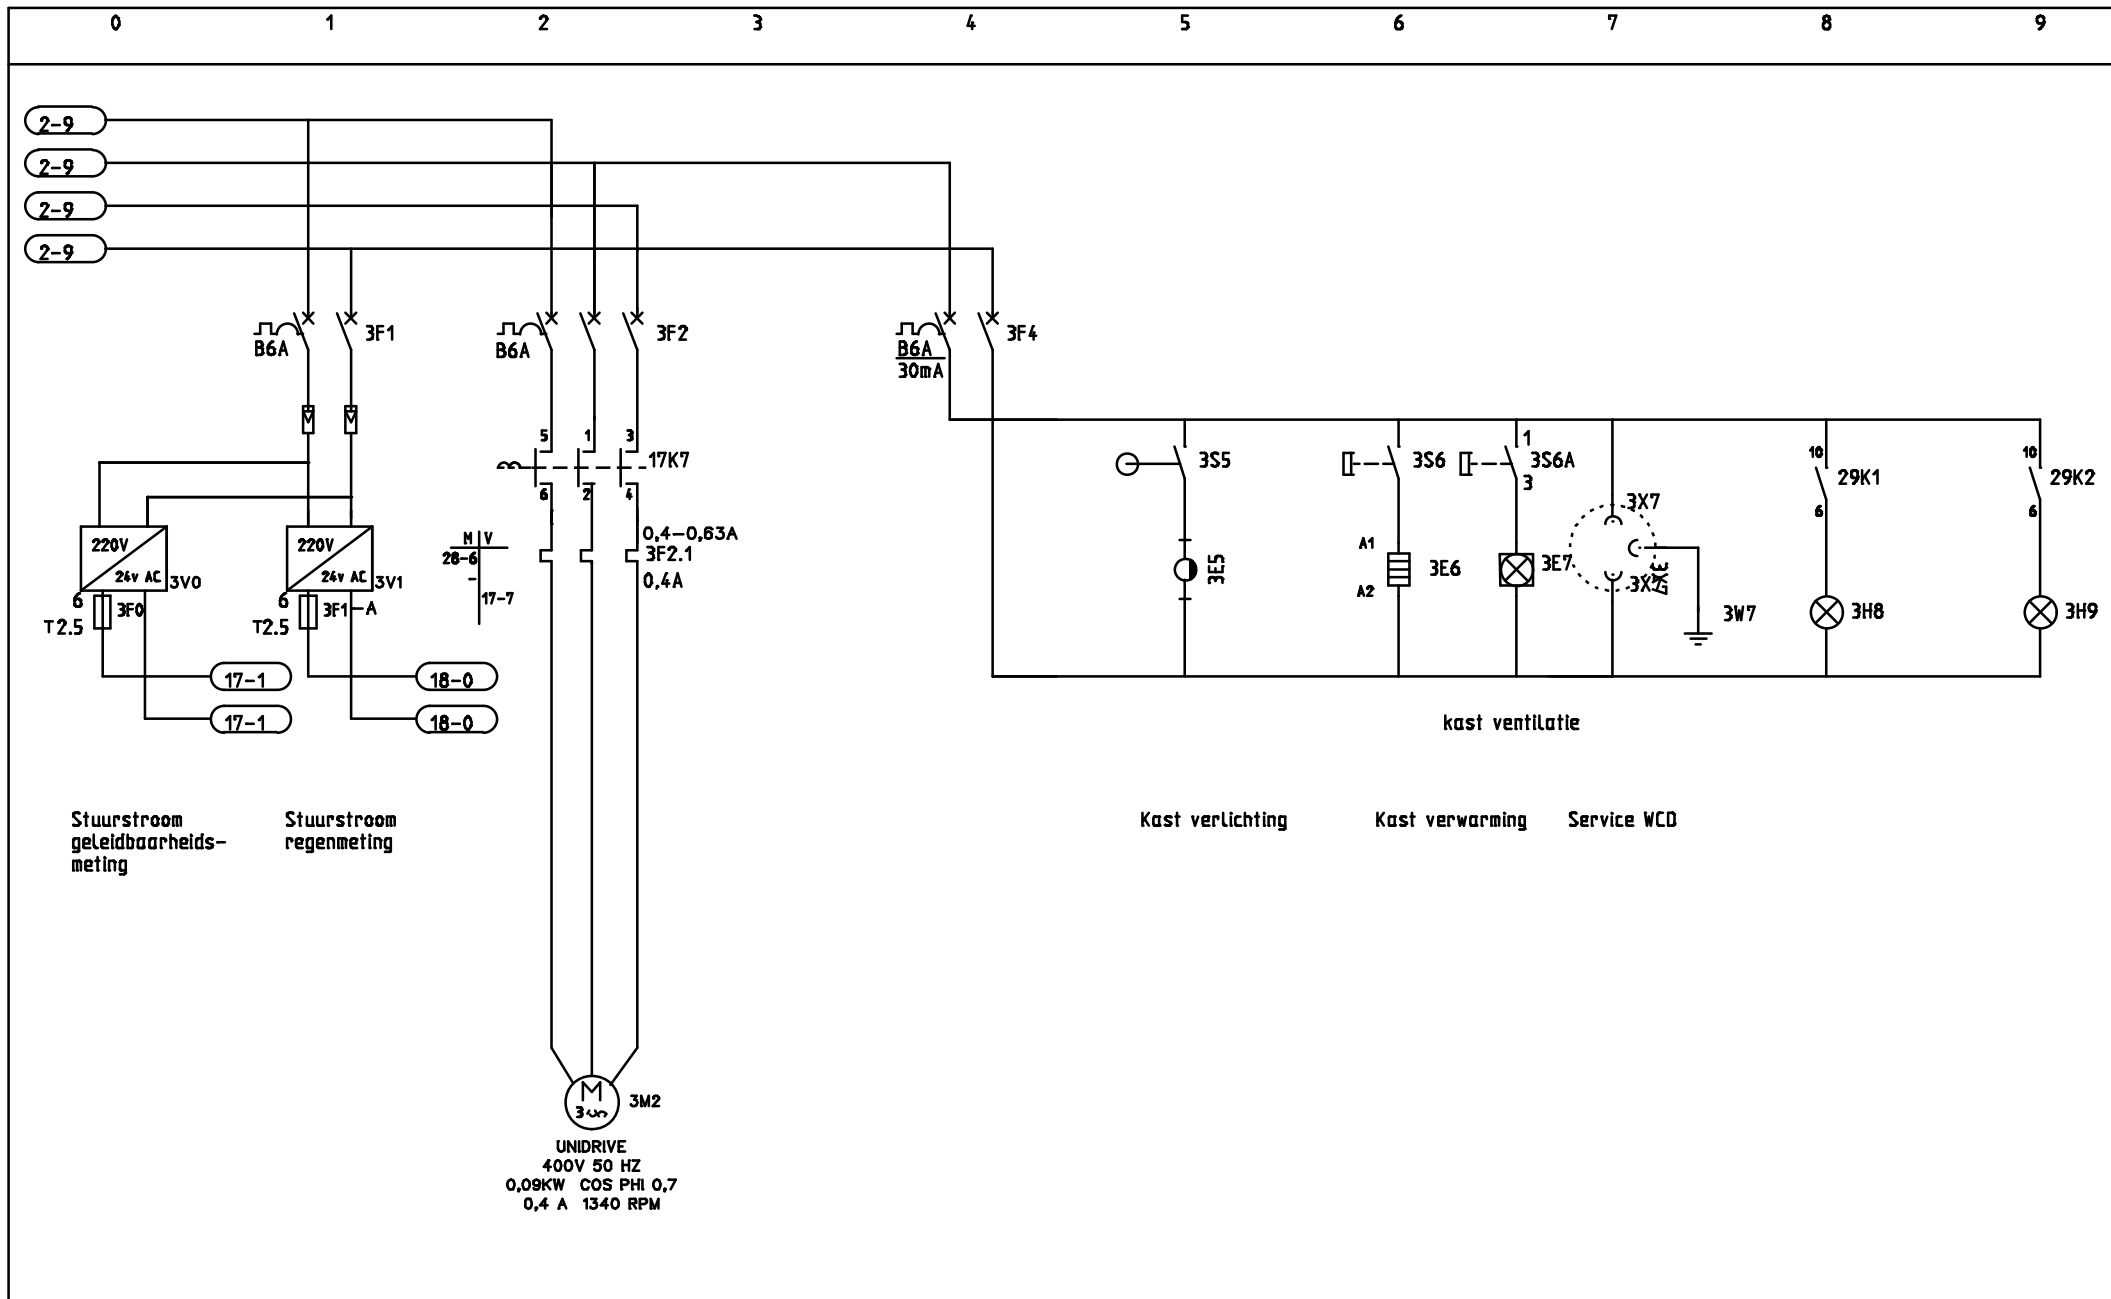 0 1 2 3 4 5 6 7 8 9
2-9
2-9
2-9
2-9
B6A 3F1
B6A 3F2
B6A 3F4
30mA
5 1 3
17K7
6 2 4
3S5
3S6
1
3S6A
3
10
29K1
6
10
29K2
6
220V
24v AC 3V0
220V
24v AC 3V1
6
3F0
T2.5
6
3F1-A
T2.5
M V
28-6
-
17-7
0,4-0,63A
3F2.1
0,4A
3E5
A1
3E6
A2
3E7
3X7
3X7
3X7
3W7
3H8
3H9
17-1
17-1
18-0
18-0
kast ventilatie
Stuurstroom
geleidbaarheids-
meting
Stuurstroom
regenmeting
Kast verlichting
Kast verwarming
Service WCD
M
3
3M2
UNIDRIVE
400V 50 HZ
0,09KW COS PHI 0,7
0,4 A 1340 RPM